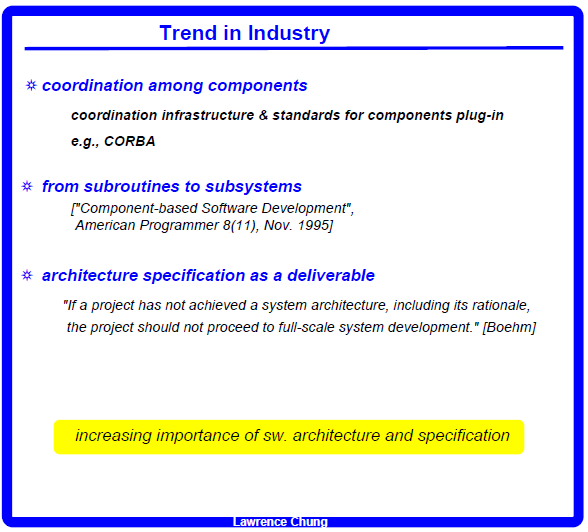 Trend in Industry
coordination among components
coordination infrastructure & standards for components plug-in
e.g., CORBA
from subroutines to subsystems
["Component-based Software Development",
American Programmer 8(11), Nov. 1995]
architecture specification as a deliverable
"If a project has not achieved a system architecture, including its rationale,
the project should not proceed to full-scale system development." [Boehm]
increasing importance of sw. architecture and specification
Lawrence Chung